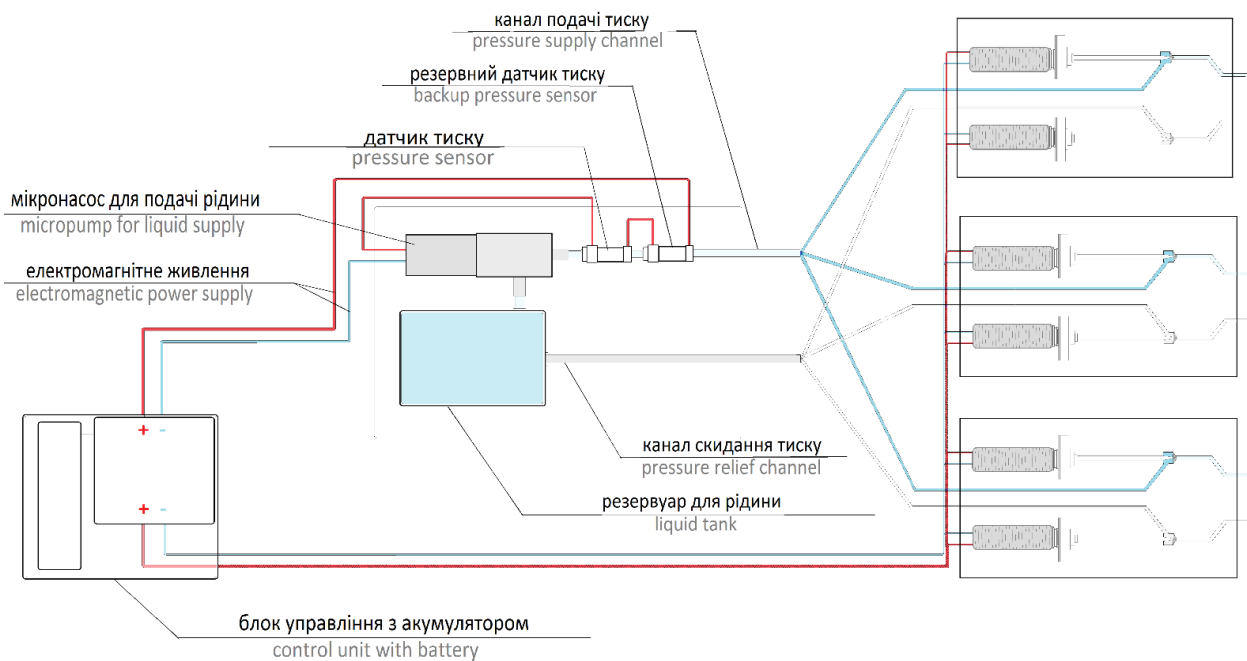 канал подачі тиску
pressure supply channel
резервний датчик тиску
backup pressure sensor
датчик тиску
pressure sensor
мікронасос для подачі рідини
micropump for liquid supply
електромагнітне живлення
electromagnetic power supply
+ -
+ -
канал скидання тиску
pressure relief channel
резервуар для рідини
liquid tank
блок управління з акумулятором
control unit with battery